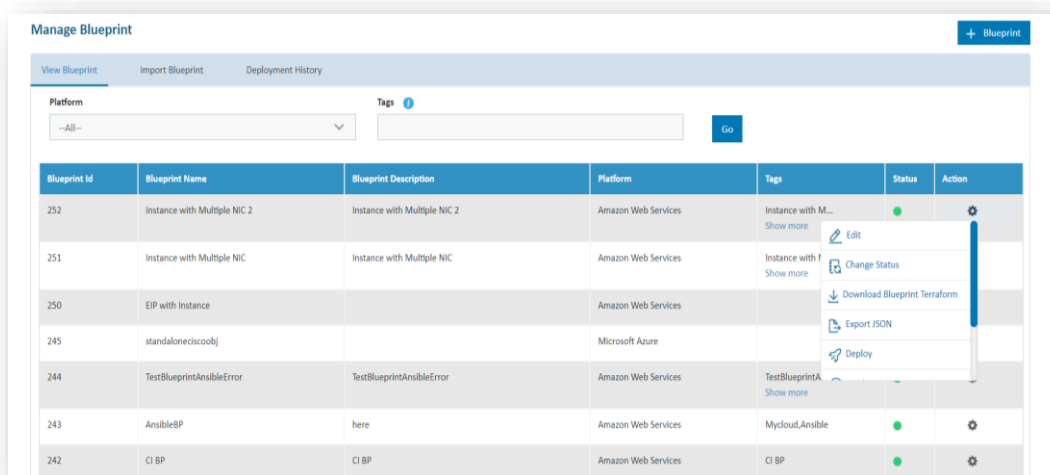 Manage Blueprint
+ Blueprint
View Blueprint Import Blueprint Deployment History
Platform Tags i
--All-- Go
Blueprint Id Blueprint Name Blueprint Description Platform Tags Status Action
252 Instance with Multiple NIC 2 Instance with Multiple NIC 2 Amazon Web Services Instance with M...
Show more
Edit
251 Instance with Multiple NIC Instance with Multiple NIC Amazon Web Services Instance with
Show more
Change Status
Download Blueprint Terraform
250 EIP with Instance Amazon Web Services
Export JSON
245 standaloneciscoobj Microsoft Azure
Deploy
244 TestBlueprintAnsibleError TestBlueprintAnsibleError Amazon Web Services TestBlueprintA
Show more
243 AnsibleBP here Amazon Web Services Mycloud,Ansible
242 CI BP CI BP Amazon Web Services CI BP